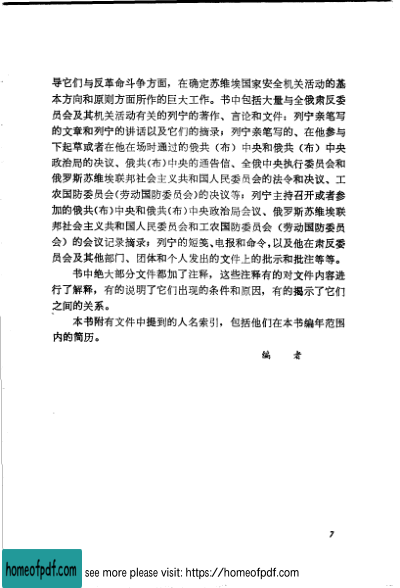 导它们与反革命斗争方面，在确定苏维埃国家安全机关活动的基
本方向和原则方面所作的巨大工作。书中包括大量与全俄肃反委
员会及其机关活动有关的列宁的著作、言论和文件：列宁亲笔写
的文章和列宁的讲话以及它们的摘录；列宁亲笔写的、在他参与
下起草或者在他在场时通过的俄共（布）中央和俄共（布）中央
政治局的决议、俄共(布)中央的通告信、全俄中央执行委员会和
俄罗斯苏维埃联邦社会主义共和国人民委员会的法令和决议、工
农国防委员会(劳动国防委员会)的决议等；列宁主持召开或者参
加的俄共(布)中央和俄共(布)中央政治局会议、俄罗斯苏维埃联
邦社会主义共和国人民委员会和工农国防委员会（劳动国防委员
会）的会议记录摘录；列宁的短笺、电报和命令，以及他在肃反委
员会及其他部门、团体和个人发出的文件上的批示和批注等等。
书中绝大部分文件都加了注释，这些注释有的对文件内容进
行了解释，有的说明了它们出现的条件和原因，有的揭示了它们
之间的关系。
本书附有文件中提到的人名索引，包括他们在本书编年范围
内的简历。
编 者
7
homeofpdf.com
see more please visit: https://homeofpdf.com